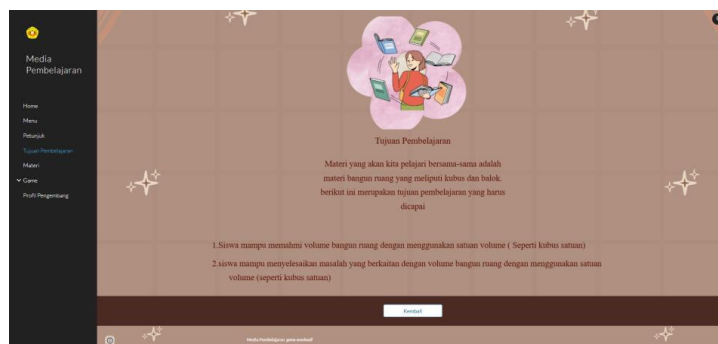 Media
Pembelajaran
Home
Menu
Petunjuk
Tujuan Pembelajaran
Materi
Game
Profil Pengembang
Tujuan Pembelajaran
Materi yang akan kita pelajari bersama-sama adalah
materi bangun ruang yang meliputi kubus dan balok.
berikut ini merupakan tujuan pembelajaran yang harus
dicapai
1.Siswa mampu memahmi volume bangun ruang dengan menggunakan satuan volume ( Seperti kubus satuan)
2.siswa mampu menyelesaikan masalah yang berkaitan dengan volume bangun ruang dengan menggunakan satuan
volume (seperti kubus satuan)
Kembali
Media Pembelajaran